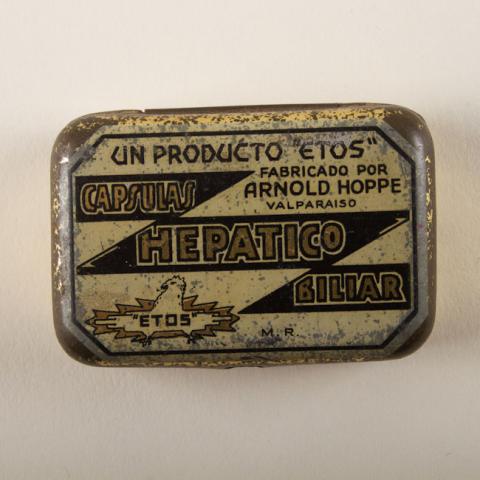 UN PRODUCTO "ETOS"
FABRICADO POR
ARNOLD HOPPE
VALPARAISO
CAPSULAS
HEPATICO
BILIAR
"ETOS"
M.R.